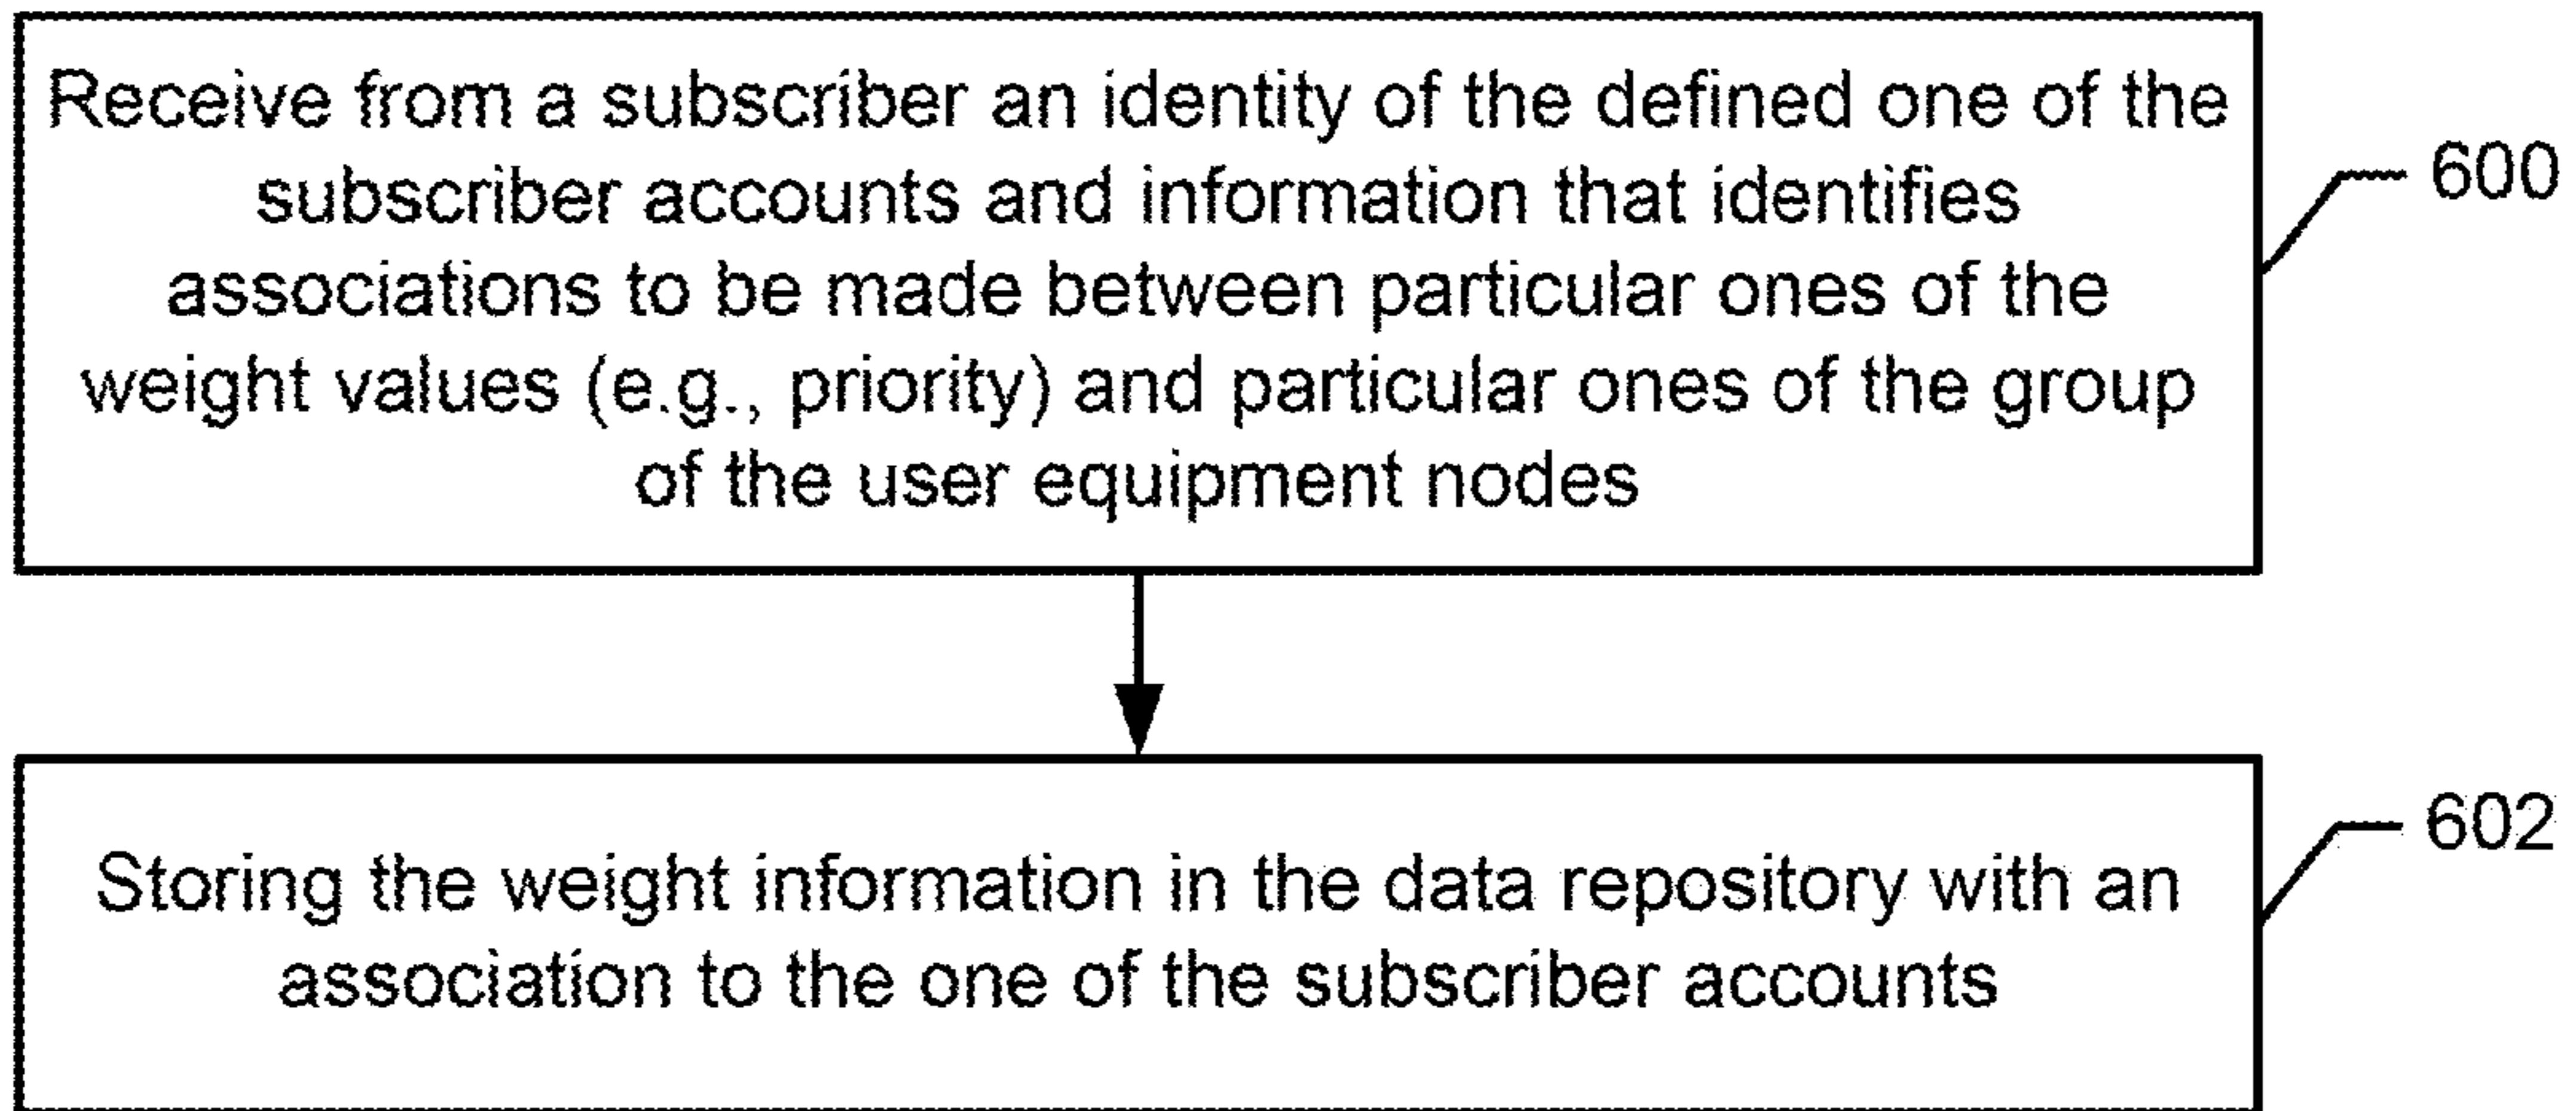 Receive from a subscriber an identity of the defined one of the
subscriber accounts and information that identifies
associations to be made between particular ones of the
weight values (e.g., priority) and particular ones of the group
of the user equipment nodes
600
Storing the weight information in the data repository with an
association to the one of the subscriber accounts
602